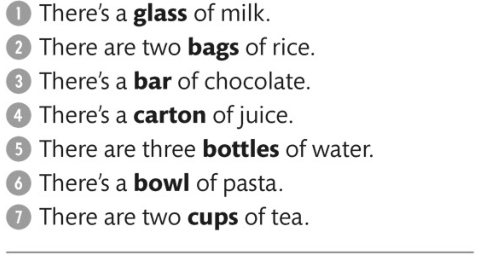 1 There's a glass of milk.
2 There are two bags of rice.
3 There's a bar of chocolate.
4 There's a carton of juice.
5 There are three bottles of water.
6 There's a bowl of pasta.
7 There are two cups of tea.